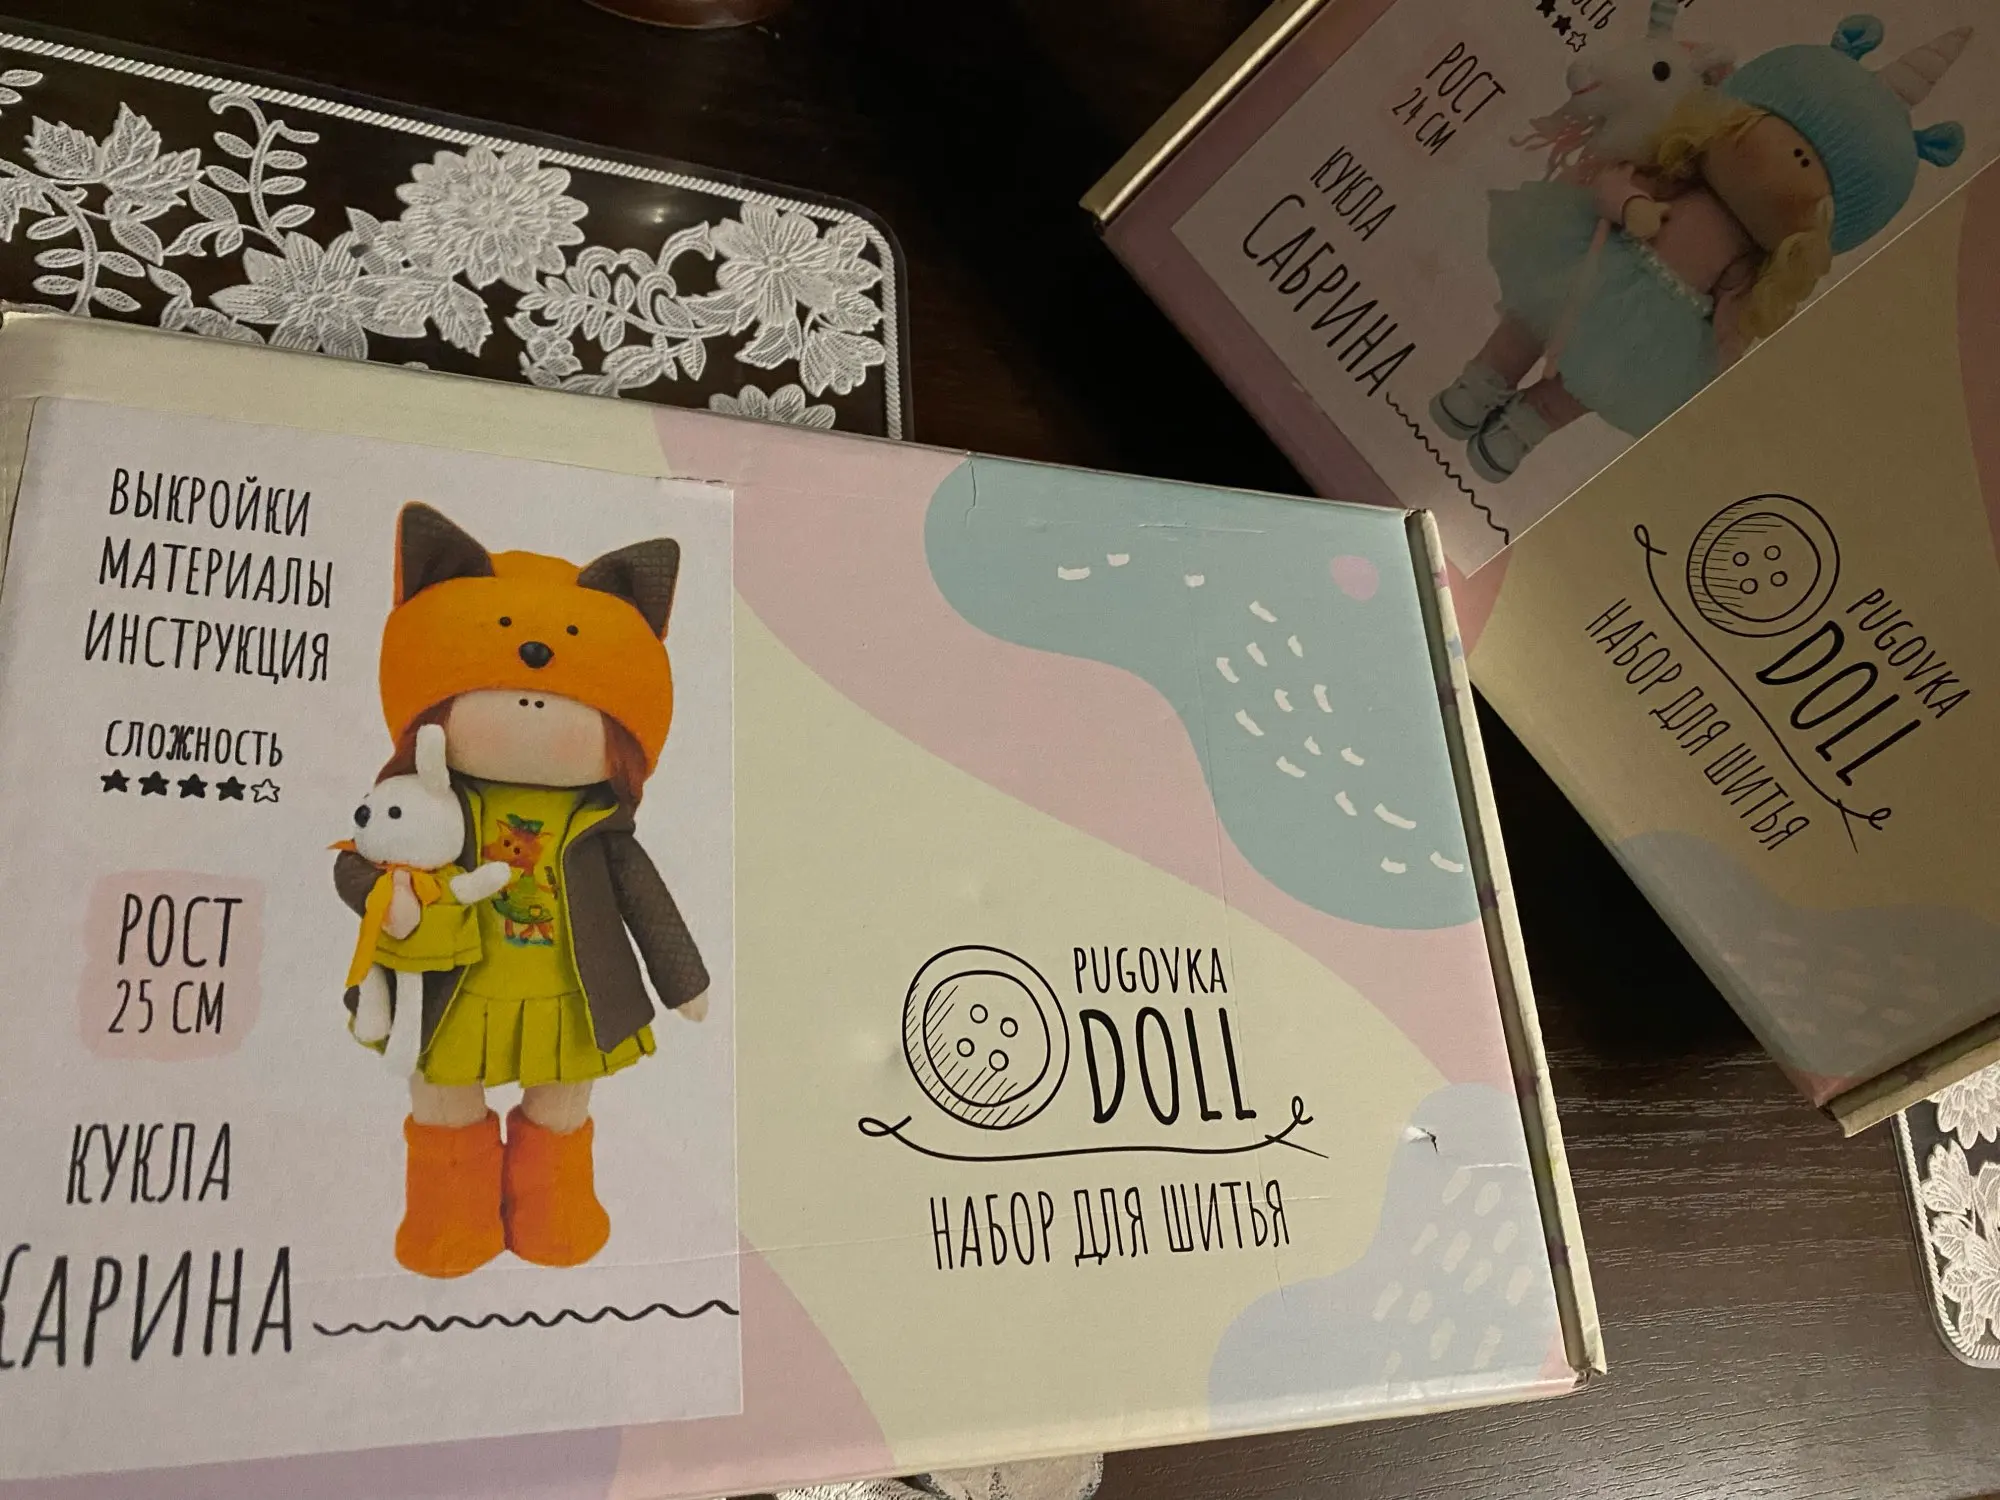 ВЫКРОЙКИ
МАТЕРИАЛЫ
ИНСТРУКЦИЯ
СЛОЖНОСТЬ
РОСТ
25 СМ
КУКЛА
КАРИНА
PUGOVKA
DOLL
НАБОР ДЛЯ ШИТЬЯ
РОСТ
24 СМ
КУКЛА
САБРИНА
PUGOVKA
DOLL
НАБОР ДЛЯ ШИТЬЯ